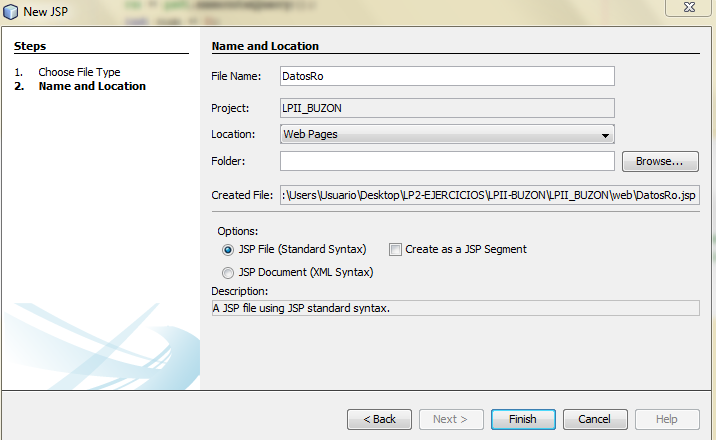 New JSP
Steps
1. Choose File Type
2. Name and Location
Name and Location
File Name: DatosRo
Project: LPII_BUZON
Location: Web Pages
Folder: Browse...
Created File: :\Users\Usuario\Desktop\LP2-EJERCICIOS\LPII-BUZON\LPII_BUZON\web\DatosRo.jsp
Options:
JSP File (Standard Syntax) Create as a JSP Segment
JSP Document (XML Syntax)
Description:
A JSP file using JSP standard syntax.
< Back Next > Finish Cancel Help